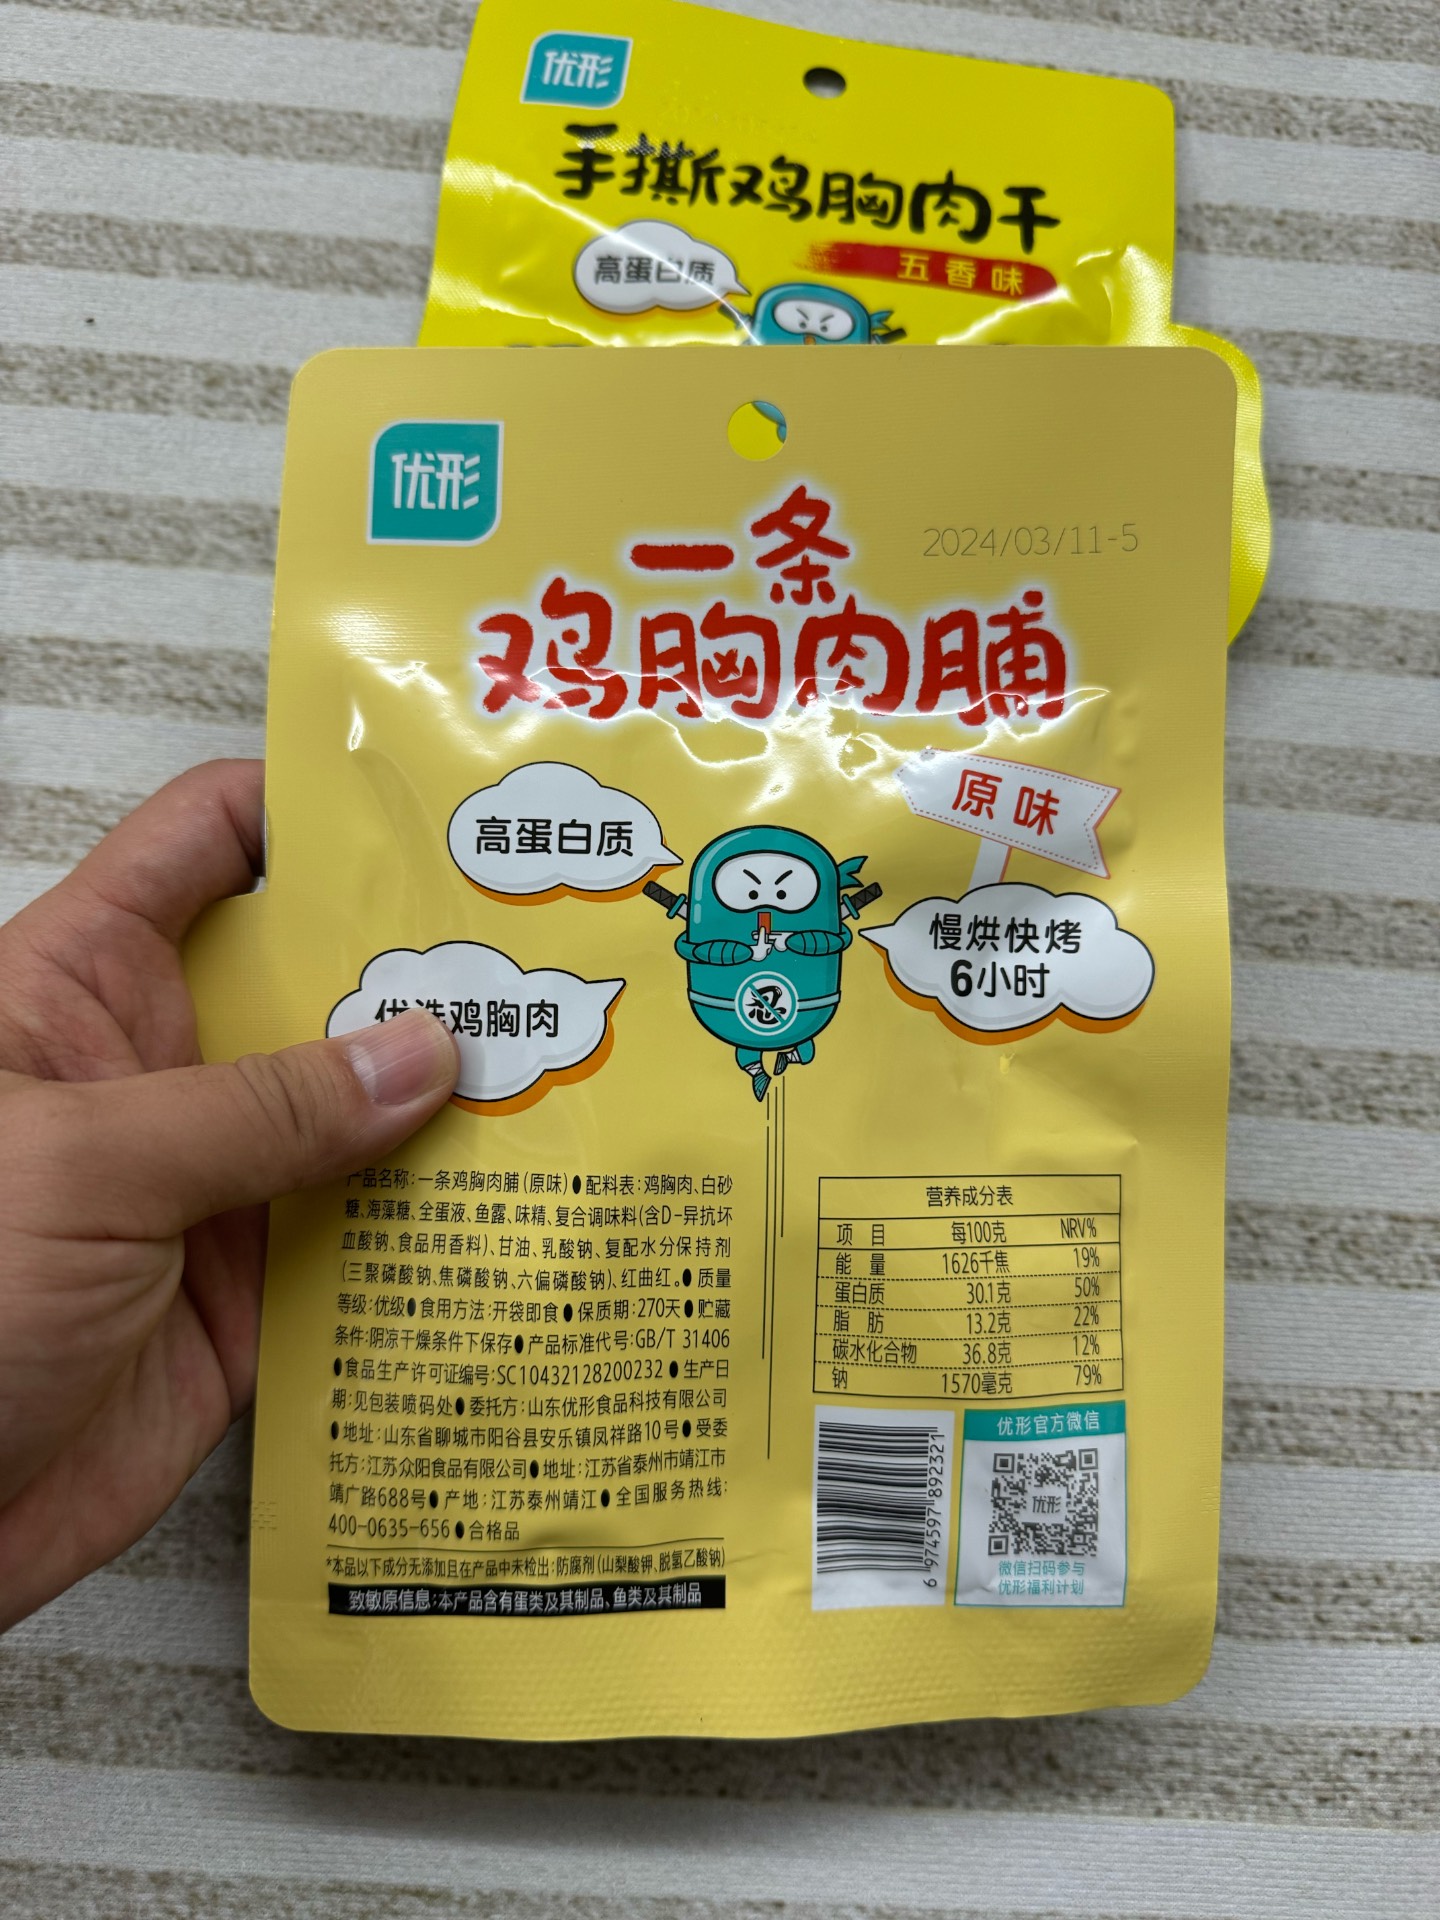 优形
手撕鸡胸肉干
五香味
高蛋白质
优形
2024/03/11-5
一条
鸡胸肉脯
原味
高蛋白质
慢烘快烤
6小时
优选鸡胸肉
忍
产品名称:一条鸡胸肉脯(原味)●配料表:鸡胸肉、白砂
糖、海藻糖、全蛋液、鱼露、味精、复合调味料(含D-异抗坏
血酸钠、食品用香料)、甘油、乳酸钠、复配水分保持剂
(三聚磷酸钠、焦磷酸钠、六偏磷酸钠)、红曲红。●质量
等级:优级●食用方法:开袋即食●保质期:270天●贮藏
条件:阴凉干燥条件下保存●产品标准代号:GB/T 31406
●食品生产许可证编号:SC10432128200232●生产日
期:见包装喷码处●委托方:山东优形食品科技有限公司
●地址:山东省聊城市阳谷县安乐镇凤祥路10号●受委
托方:江苏众阳食品有限公司●地址:江苏省泰州市靖江市
靖广路688号●产地:江苏泰州靖江●全国服务热线:
400-0635-656●合格品
*本品以下成分无添加且在产品中未检出:防腐剂(山梨酸钾、脱氢乙酸钠)
致敏原信息:本产品含有蛋类及其制品、鱼类及其制品
营养成分表
项 目 每100克 NRV%
能 量 1626千焦 19%
蛋白质 30.1克 50%
脂 肪 13.2克 22%
碳水化合物 36.8克 12%
钠 1570毫克 79%
6 974597 892321
优形官方微信
优形
微信扫码参与
优形福利计划